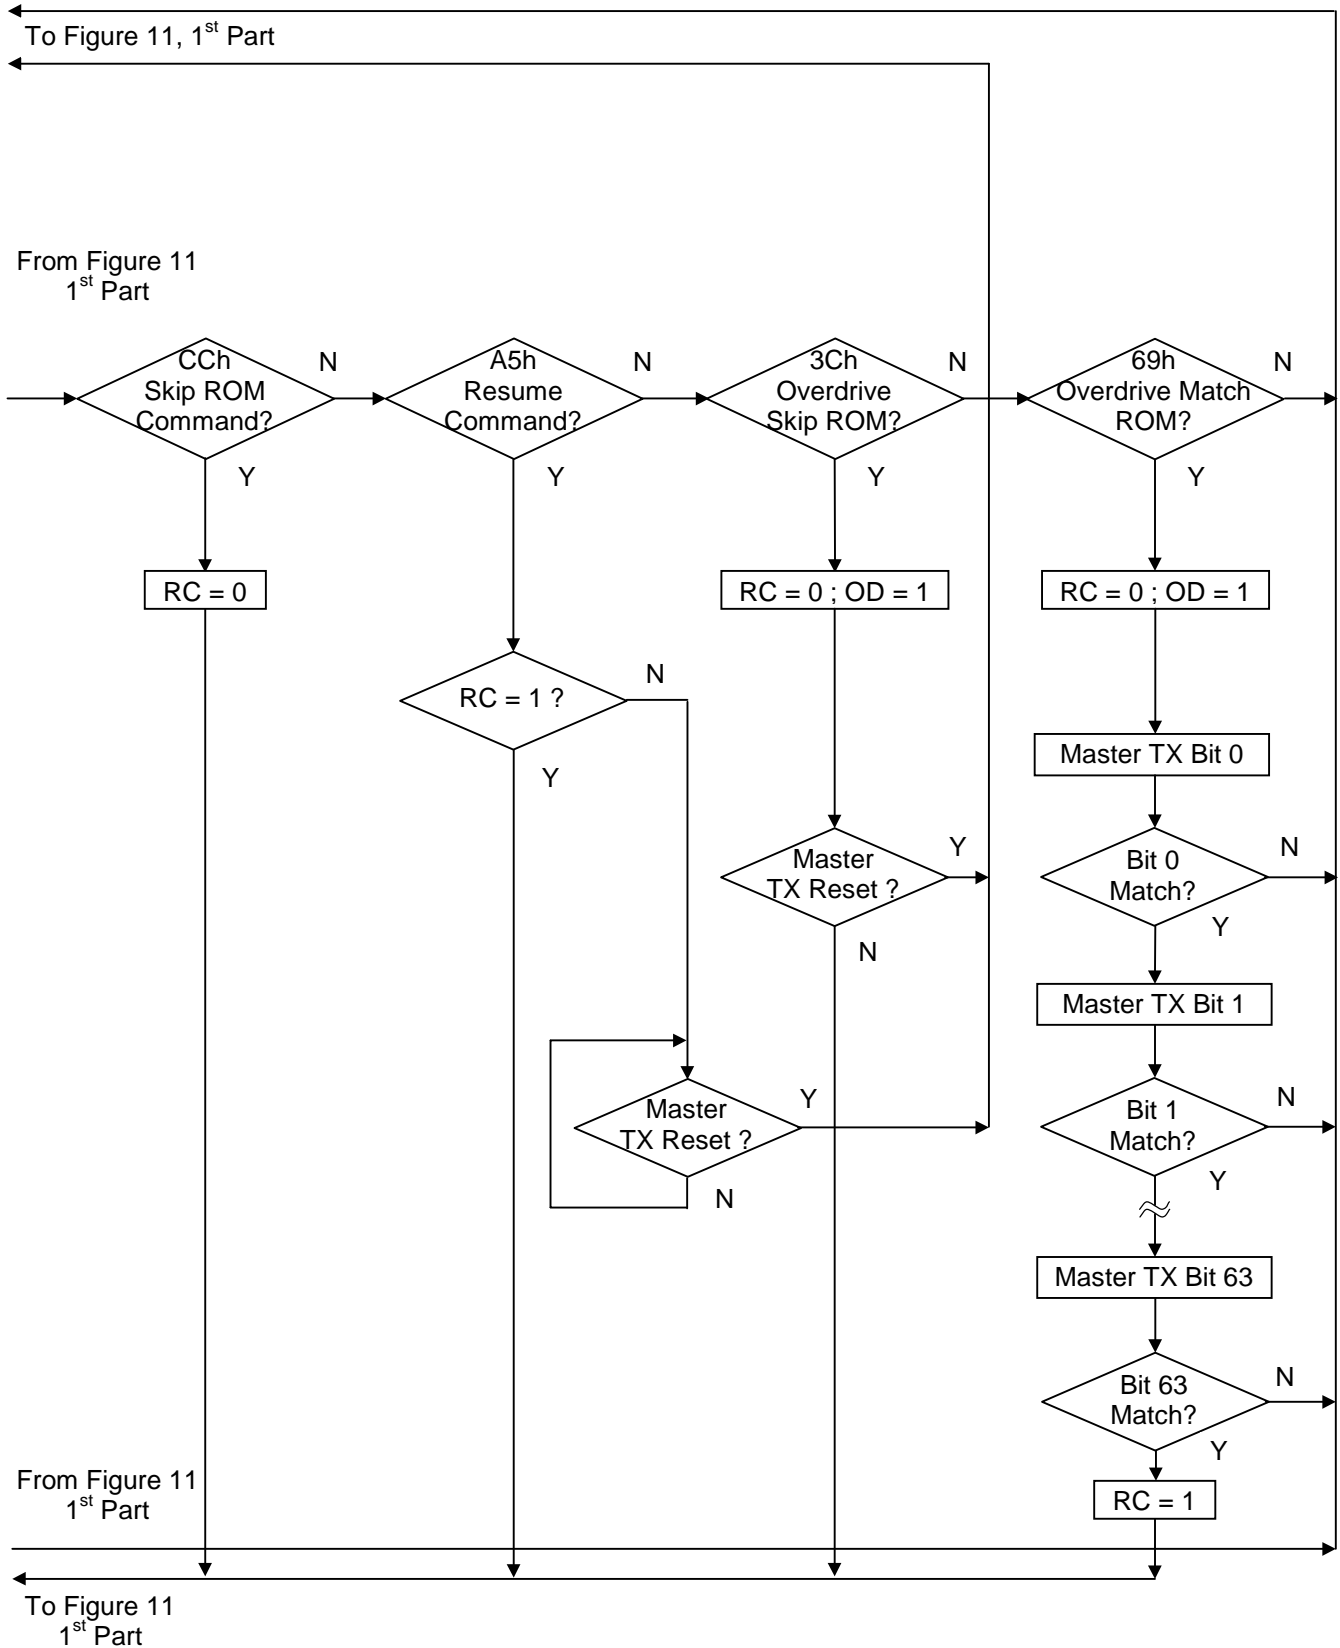 To Figure 11, 1st Part
From Figure 11
1st Part
CCh
Skip ROM
Command?
N
Y
A5h
Resume
Command?
N
Y
3Ch
Overdrive
Skip ROM?
N
Y
69h
Overdrive Match
ROM?
N
Y
RC = 0
RC = 0 ; OD = 1
RC = 0 ; OD = 1
RC = 1 ?
N
Y
Master TX Bit 0
Master
TX Reset ?
Y
N
Bit 0
Match?
N
Y
Master TX Bit 1
Master
TX Reset ?
Y
N
Bit 1
Match?
N
Y
Master TX Bit 63
Bit 63
Match?
N
Y
RC = 1
From Figure 11
1st Part
To Figure 11
1st Part